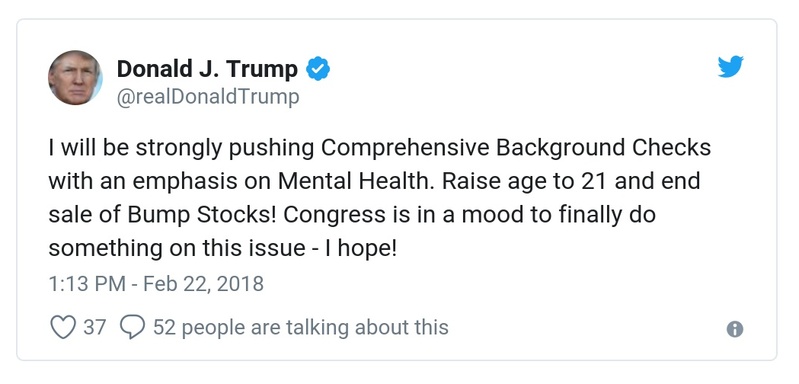 Donald J. Trump
@realDonaldTrump
I will be strongly pushing Comprehensive Background Checks
with an emphasis on Mental Health. Raise age to 21 and end
sale of Bump Stocks! Congress is in a mood to finally do
something on this issue - I hope!
1:13 PM - Feb 22, 2018
37 52 people are talking about this